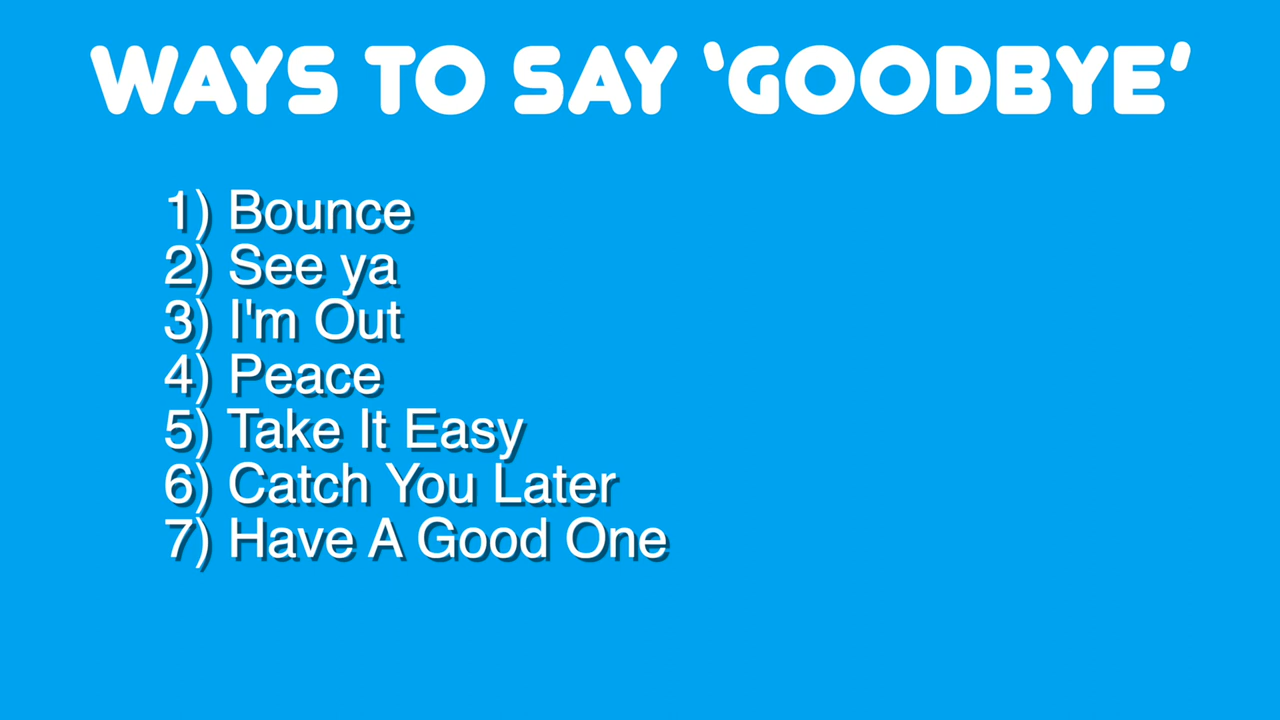 WAYS TO SAY ‘GOODBYE’
1) Bounce
2) See ya
3) I'm Out
4) Peace
5) Take It Easy
6) Catch You Later
7) Have A Good One